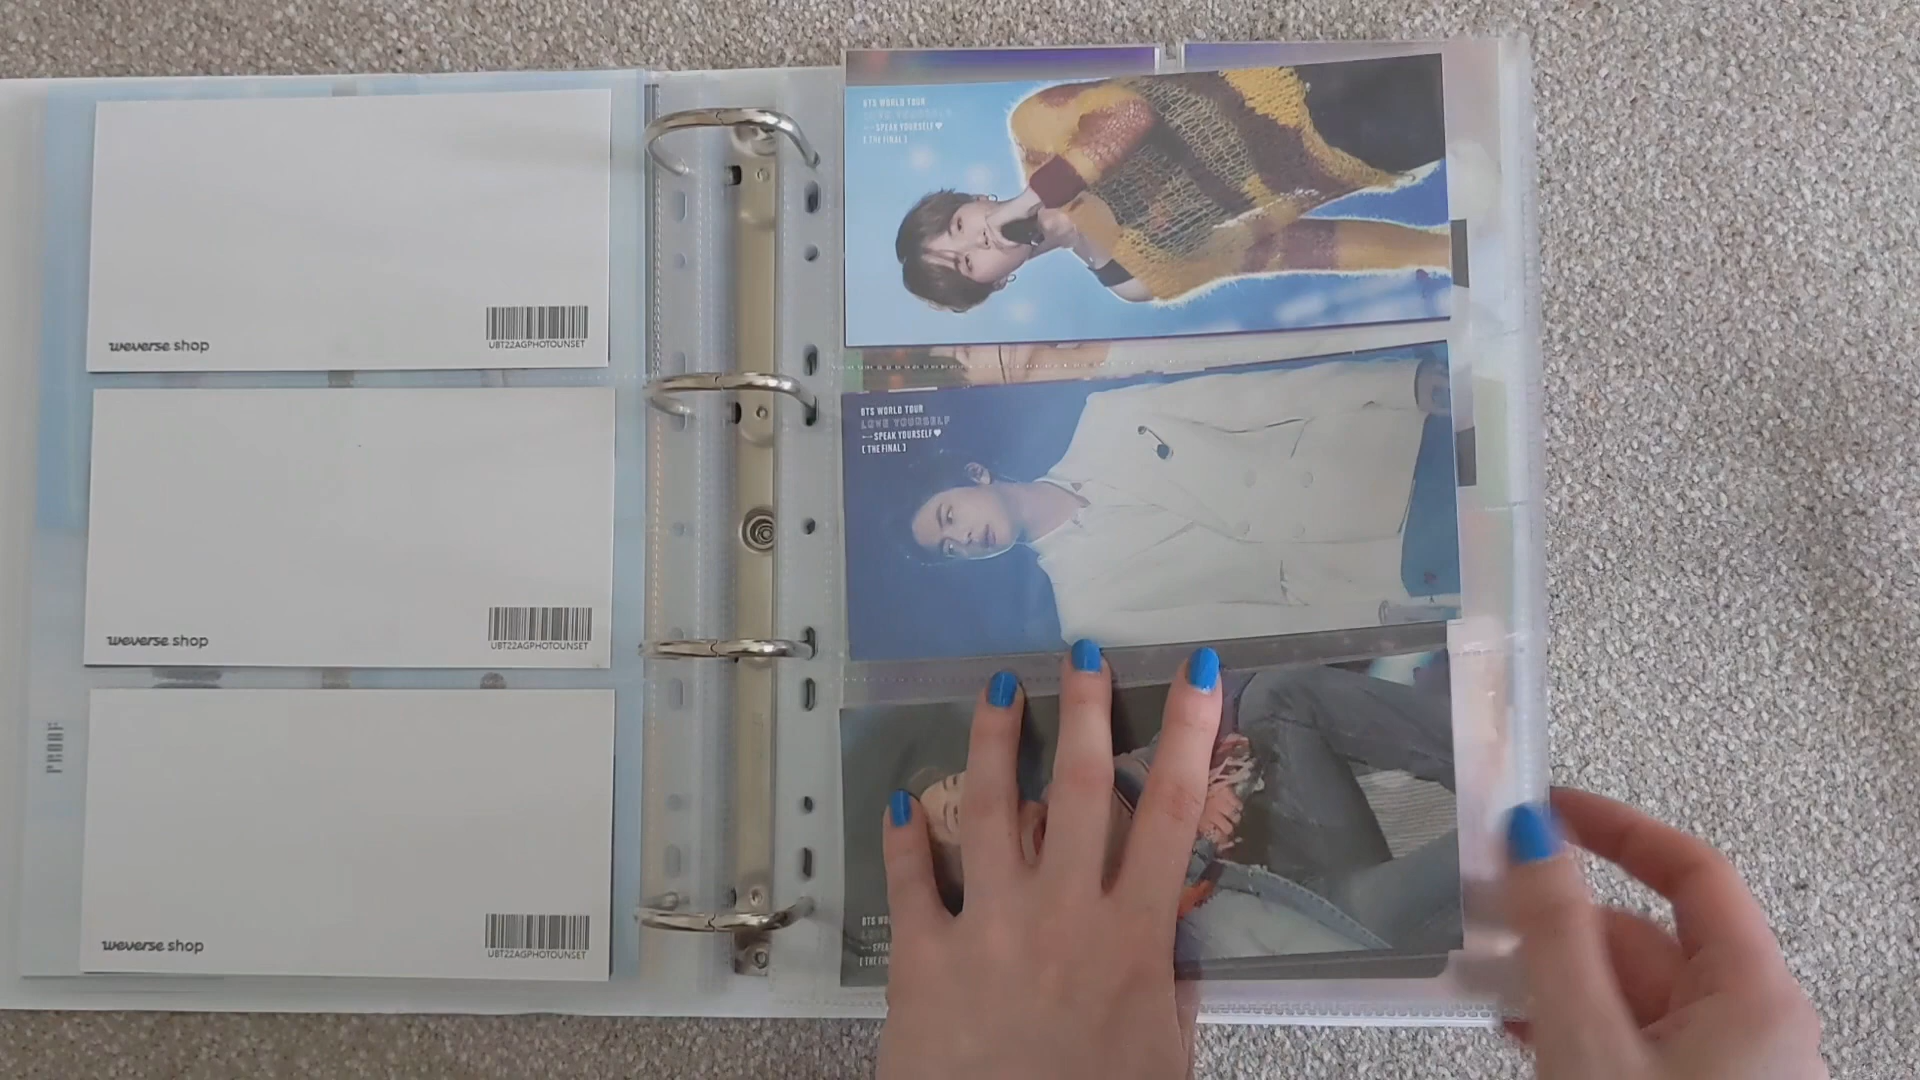 weverse shop
UBT22AGPHOTOUNSET
weverse shop
UBT22AGPHOTOUNSET
PROOF
weverse shop
UBT22AGPHOTOUNSET
BTS WORLD TOUR
LOVE YOURSELF
SPEAK YOURSELF
[ THE FINAL ]
BTS WORLD TOUR
LOVE YOURSELF
SPEAK YOURSELF
[ THE FINAL ]
BTS
[ THE